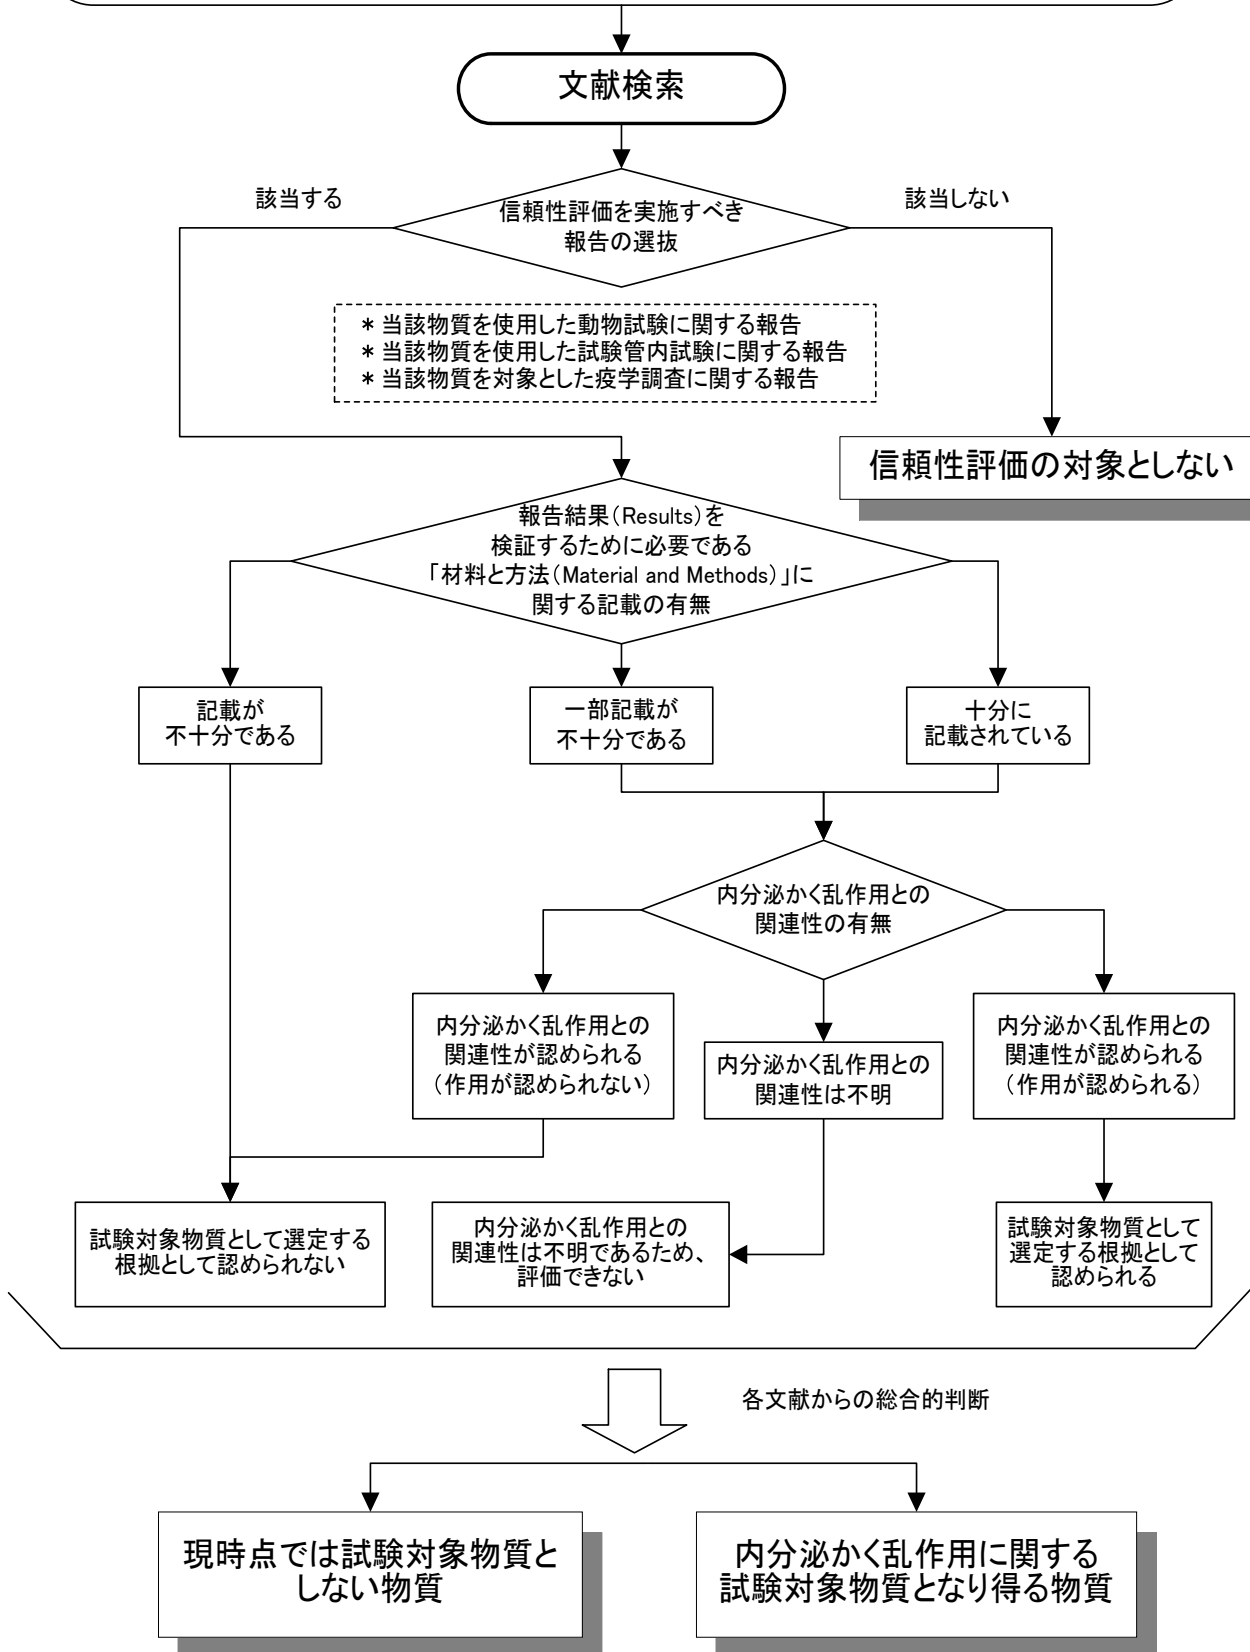 文献検索
該当する
該当しない
信頼性評価を実施すべき
報告の選抜
* 当該物質を使用した動物試験に関する報告
* 当該物質を使用した試験管内試験に関する報告
* 当該物質を対象とした疫学調査に関する報告
信頼性評価の対象としない
報告結果(Results)を
検証するために必要である
「材料と方法(Material and Methods)」に
関する記載の有無
記載が
不十分である
一部記載が
不十分である
十分に
記載されている
内分泌かく乱作用との
関連性の有無
内分泌かく乱作用との
関連性が認められる
(作用が認められない)
内分泌かく乱作用との
関連性は不明
内分泌かく乱作用との
関連性が認められる
(作用が認められる)
試験対象物質として選定する
根拠として認められない
内分泌かく乱作用との
関連性は不明であるため、
評価できない
試験対象物質として
選定する根拠として
認められる
各文献からの総合的判断
現時点では試験対象物質と
しない物質
内分泌かく乱作用に関する
試験対象物質となり得る物質